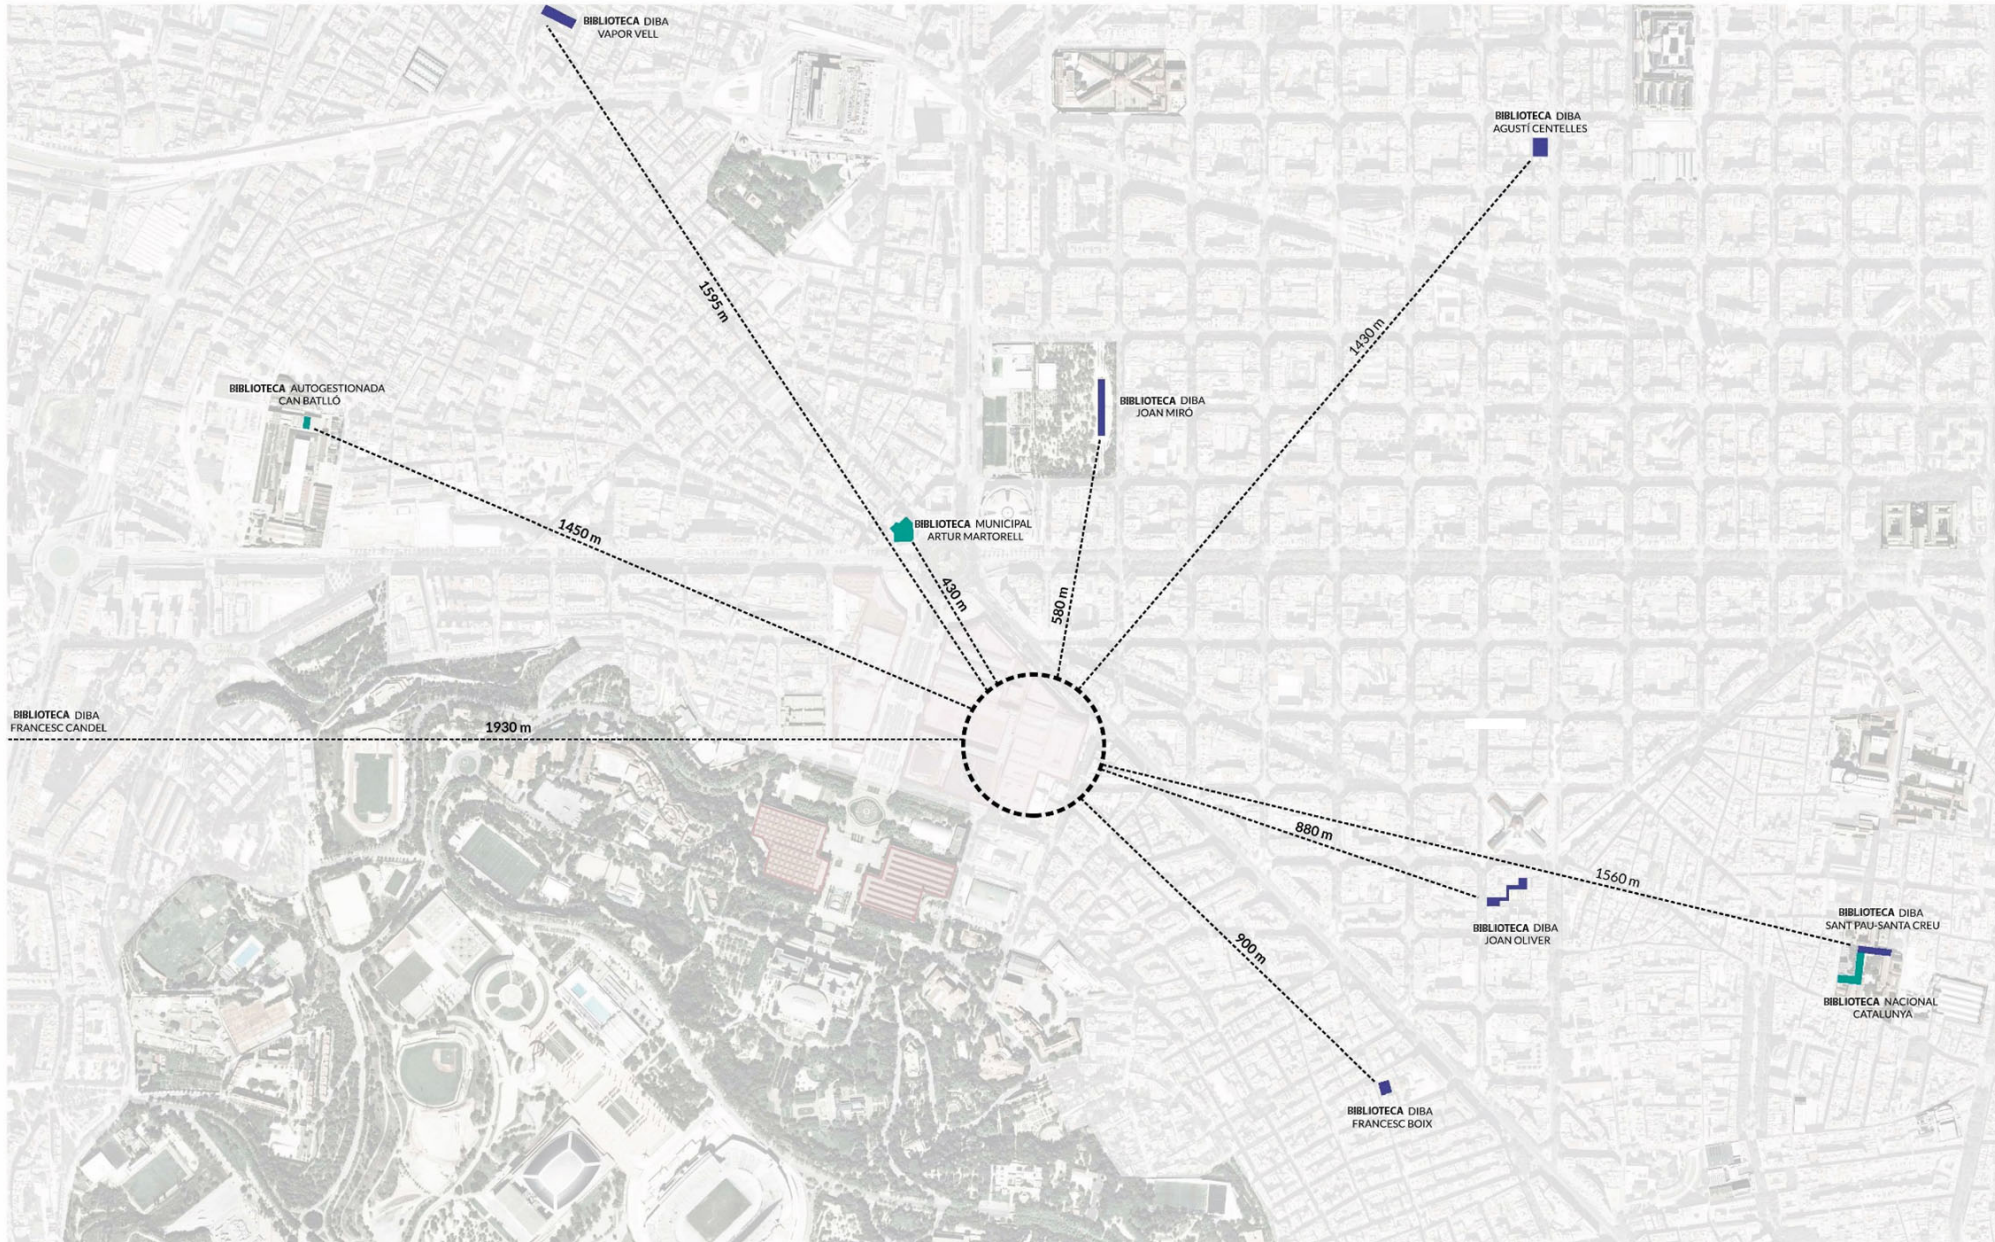 BIBLIOTECA DIBA
VAPOR VELL
BIBLIOTECA DIBA
AGUSTÍ CENTELLES
1595 m
1430 m
BIBLIOTECA AUTOGESTIONADA
CAN BATLLÓ
BIBLIOTECA DIBA
JOAN MIRÓ
1450 m
BIBLIOTECA MUNICIPAL
ARTUR MARTORELL
430 m
580 m
BIBLIOTECA DIBA
FRANCESC CANDEL
1930 m
880 m
1560 m
BIBLIOTECA DIBA
JOAN OLIVER
BIBLIOTECA DIBA
SANT PAU-SANTA CREU
900 m
BIBLIOTECA NACIONAL
CATALUNYA
BIBLIOTECA DIBA
FRANCESC BOIX